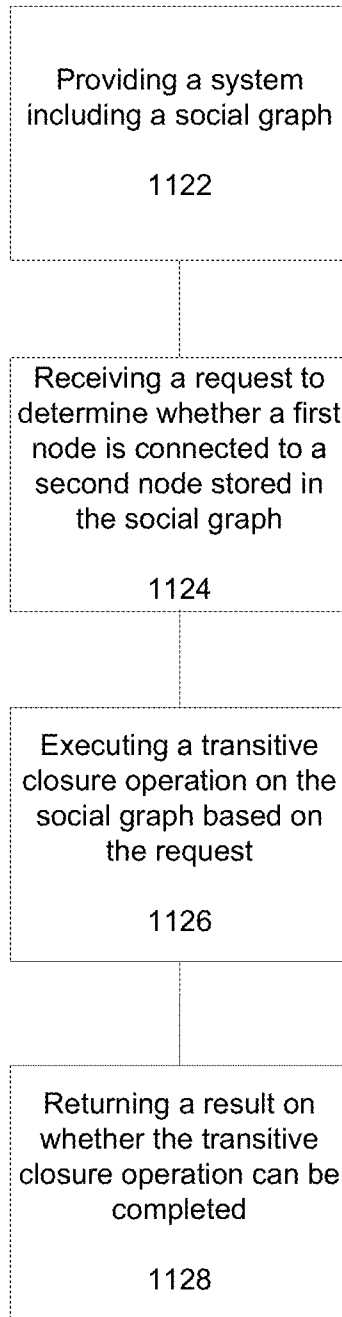 Providing a system
including a social graph
1122
Receiving a request to
determine whether a first
node is connected to a
second node stored in
the social graph
1124
Executing a transitive
closure operation on the
social graph based on
the request
1126
Returning a result on
whether the transitive
closure operation can be
completed
1128